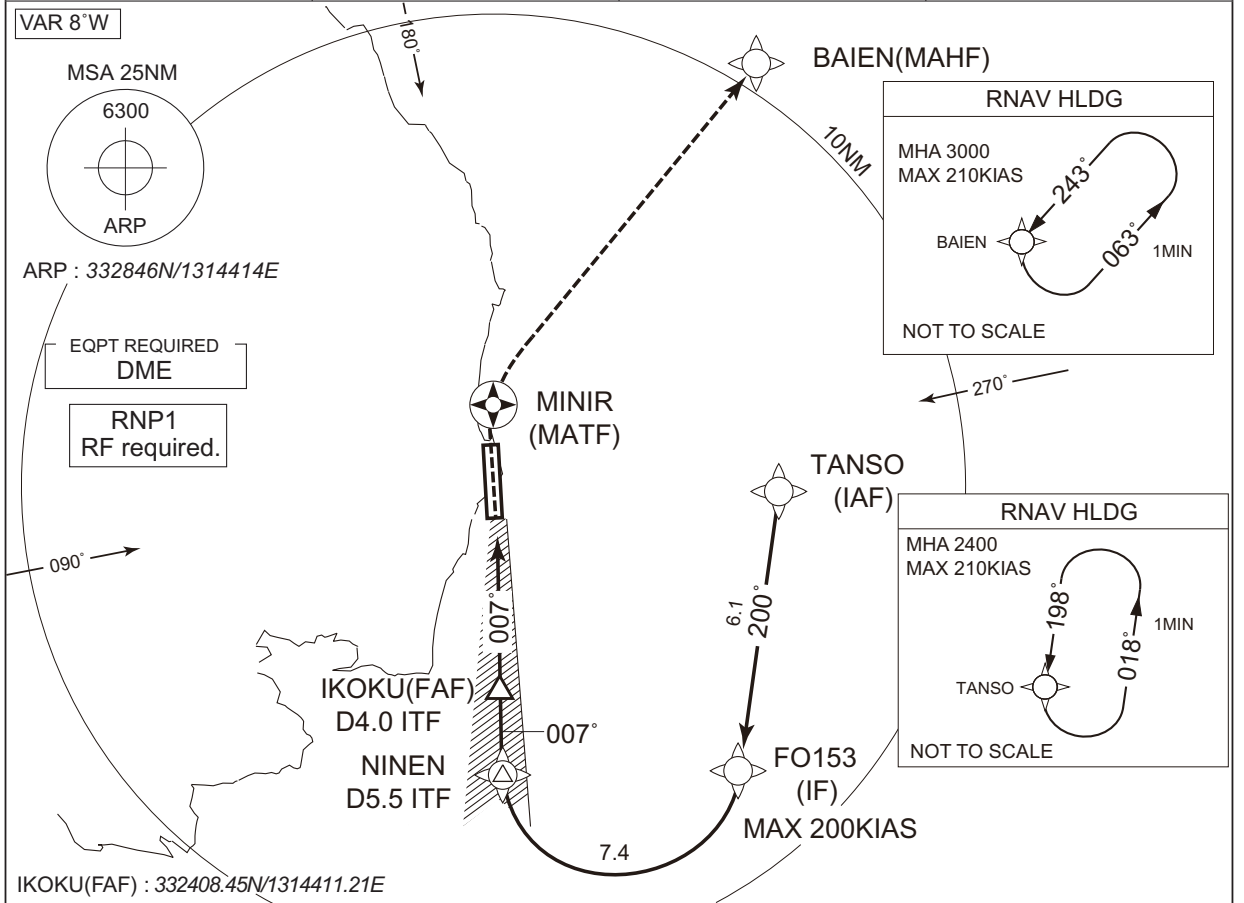 VAR 8°W
180°
BAIEN(MAHF)
MSA 25NM
6300
ARP
ARP : 332846N/1314414E
10NM
RNAV HLDG
MHA 3000
MAX 210KIAS
243°
BAIEN
063°
1MIN
NOT TO SCALE
EQPT REQUIRED
DME
RNP1
RF required.
MINIR
(MATF)
270°
TANSO
(IAF)
RNAV HLDG
MHA 2400
MAX 210KIAS
198°
018°
1MIN
TANSO
NOT TO SCALE
090°
6.1
200°
007°
IKOKU(FAF)
D4.0 ITF
007°
NINEN
D5.5 ITF
FO153
(IF)
MAX 200KIAS
7.4
IKOKU(FAF) : 332408.45N/1314411.21E